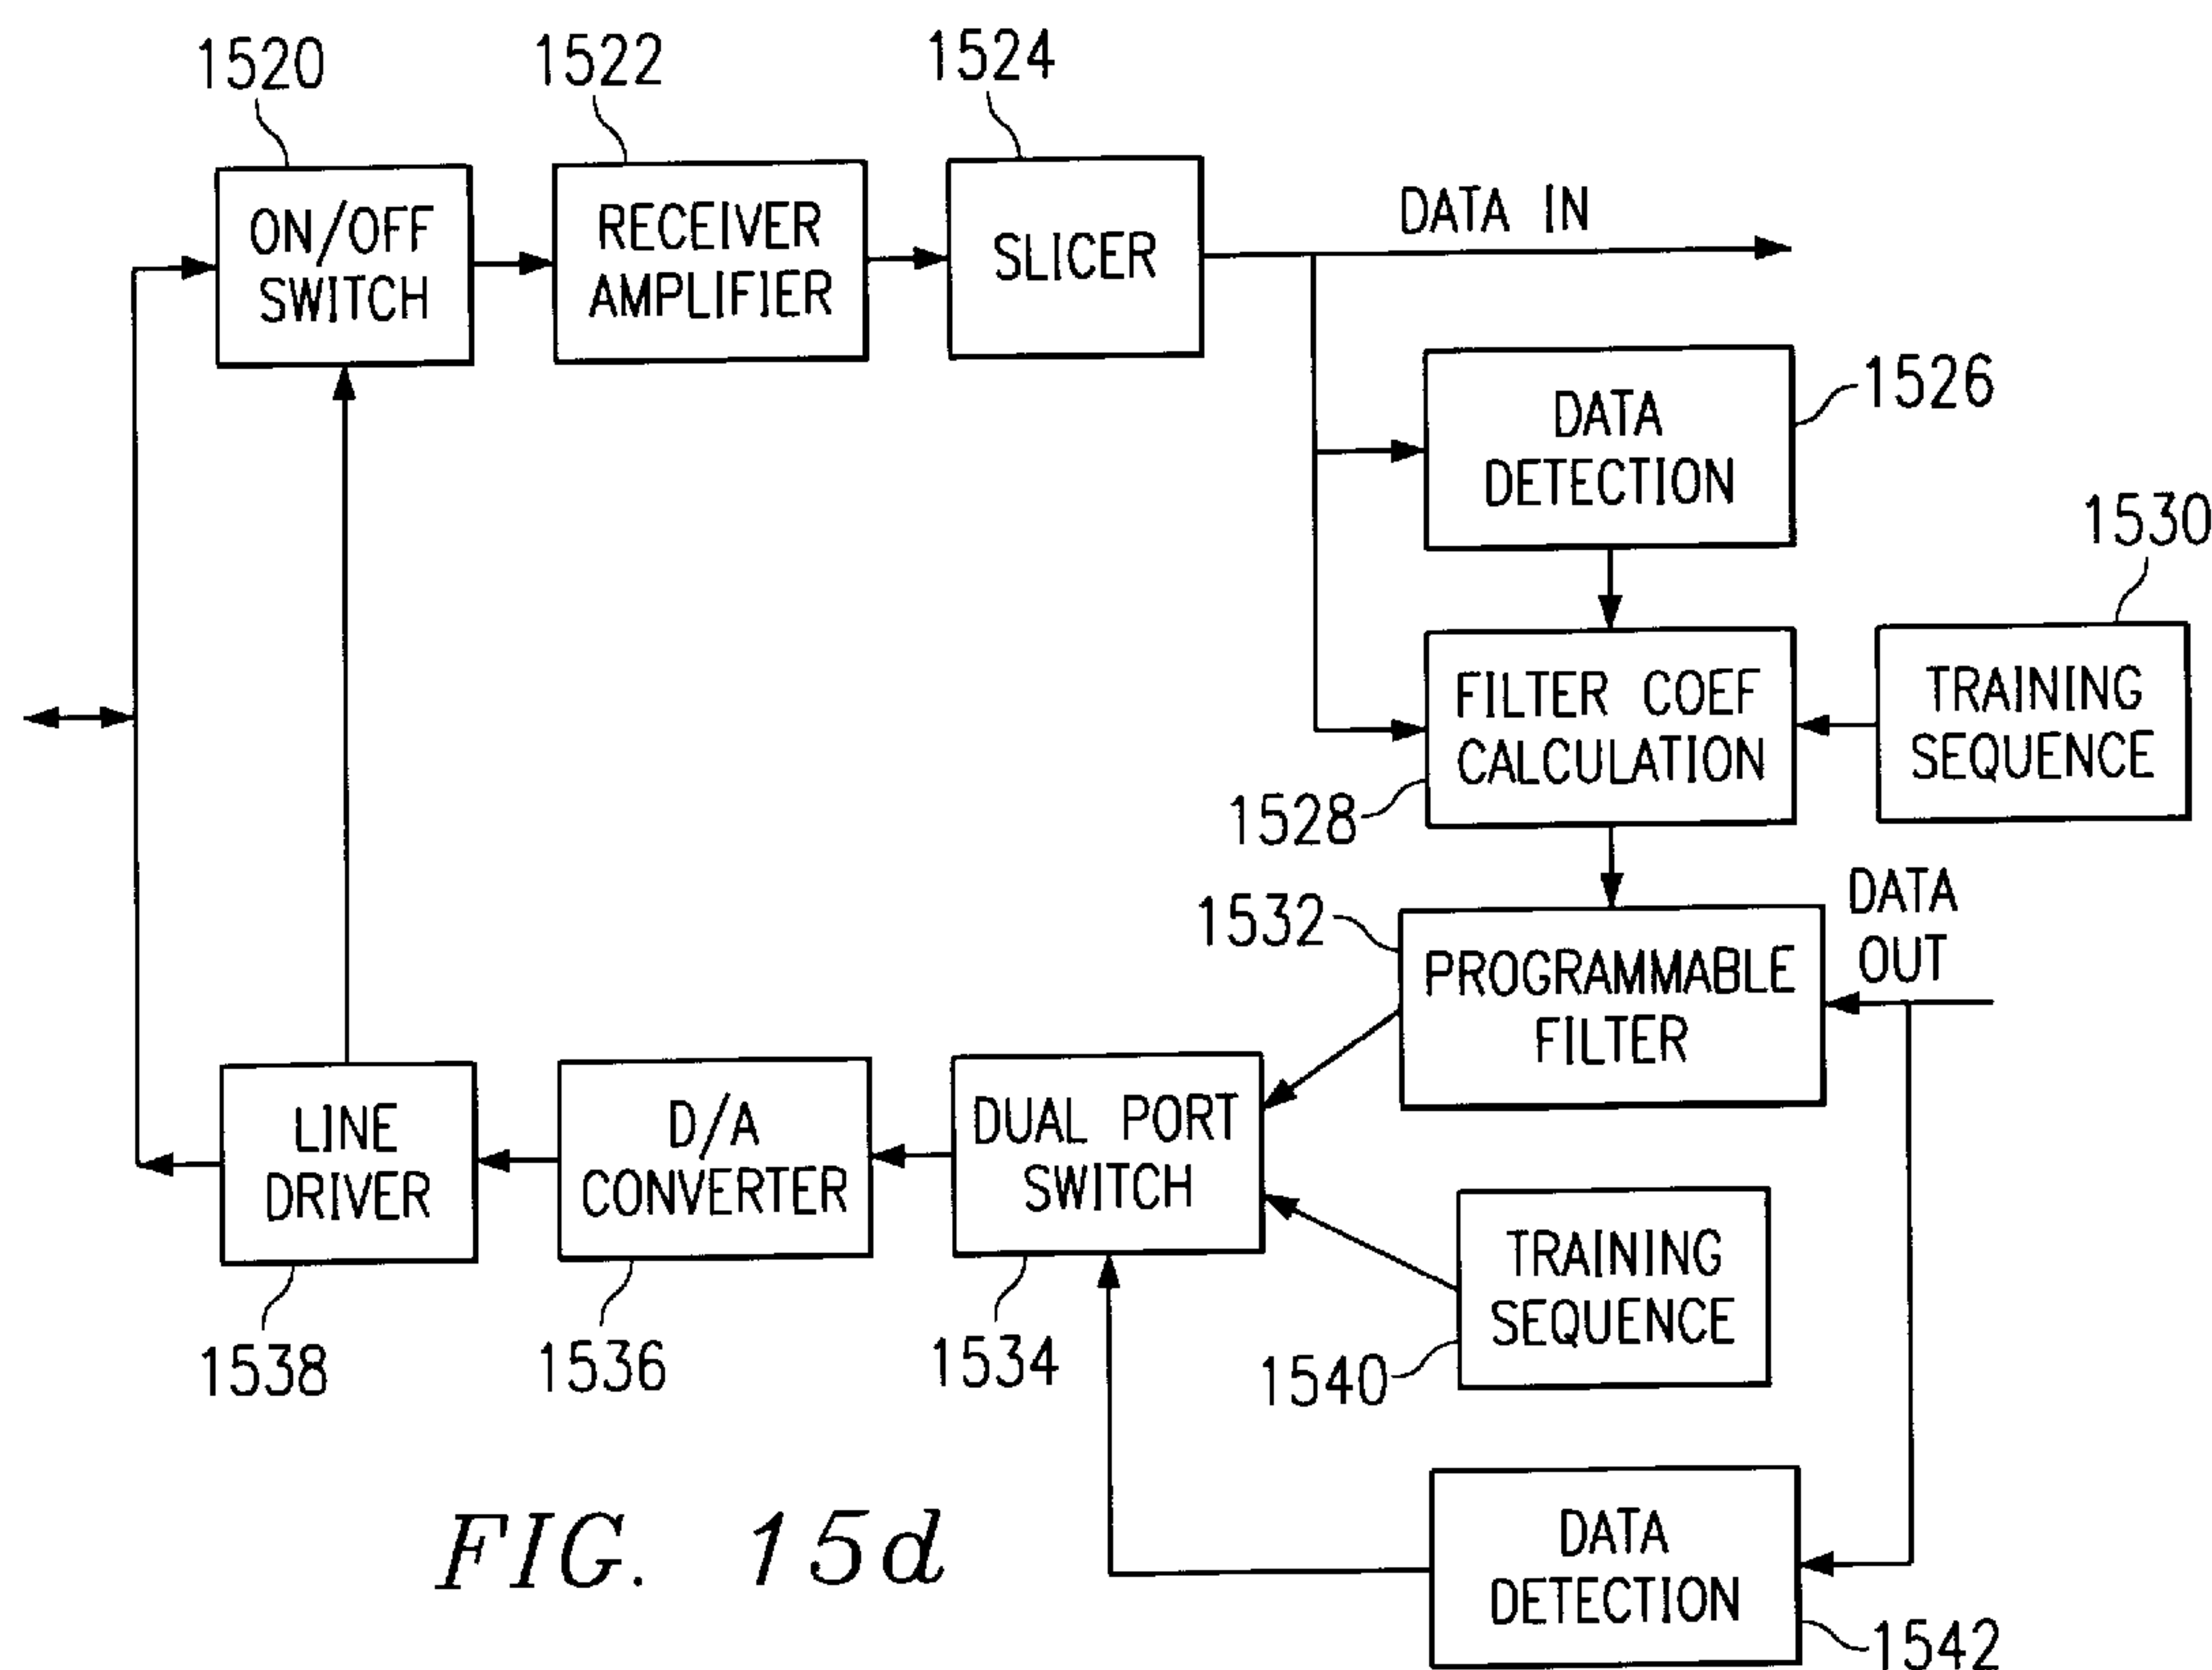 1520
1522
1524
ON/OFF
SWITCH
RECEIVER
AMPLIFIER
SLICER
DATA IN
DATA
DETECTION
1526
1530
FILTER COEF
CALCULATION
1528
TRAINING
SEQUENCE
1532
PROGRAMMABLE
FILTER
DATA
OUT
LINE
DRIVER
D/A
CONVERTER
DUAL PORT
SWITCH
TRAINING
SEQUENCE
1538
1536
1534
1540
DATA
DETECTION
1542
FIG. 15d